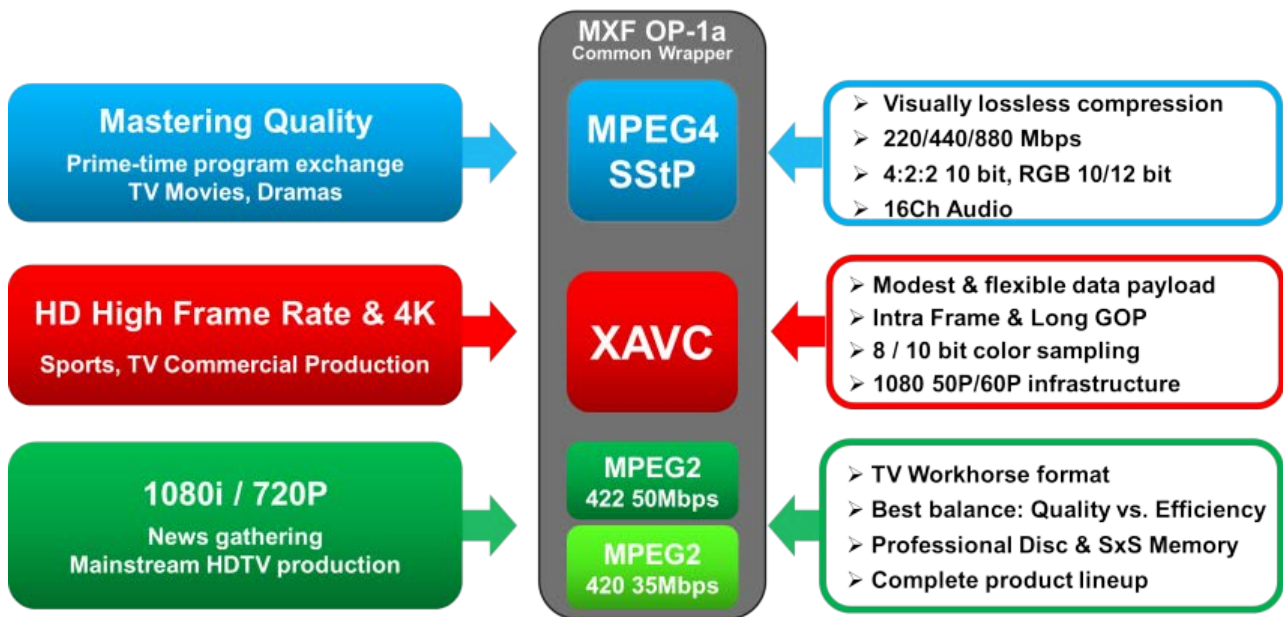 MXF OP-1a
Common Wrapper
Mastering Quality
Prime-time program exchange
TV Movies, Dramas
MPEG4
SStP
➢ Visually lossless compression
➢ 220/440/880 Mbps
➢ 4:2:2 10 bit, RGB 10/12 bit
➢ 16Ch Audio
HD High Frame Rate & 4K
Sports, TV Commercial Production
XAVC
➢ Modest & flexible data payload
➢ Intra Frame & Long GOP
➢ 8 / 10 bit color sampling
➢ 1080 50P/60P infrastructure
1080i / 720P
News gathering
Mainstream HDTV production
MPEG2
422 50Mbps
MPEG2
420 35Mbps
➢ TV Workhorse format
➢ Best balance: Quality vs. Efficiency
➢ Professional Disc & SxS Memory
➢ Complete product lineup